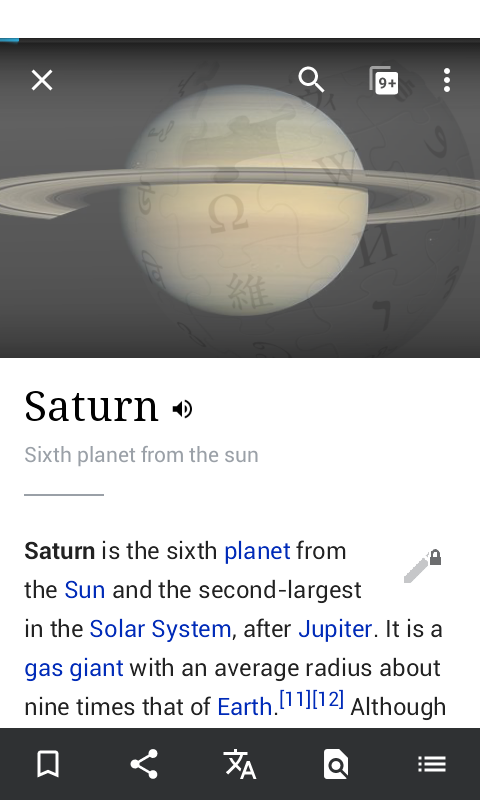 9+
W
Ω
И
維
7
Saturn
Sixth planet from the sun
Saturn is the sixth planet from
the Sun and the second-largest
in the Solar System, after Jupiter. It is a
gas giant with an average radius about
nine times that of Earth.[11][12] Although